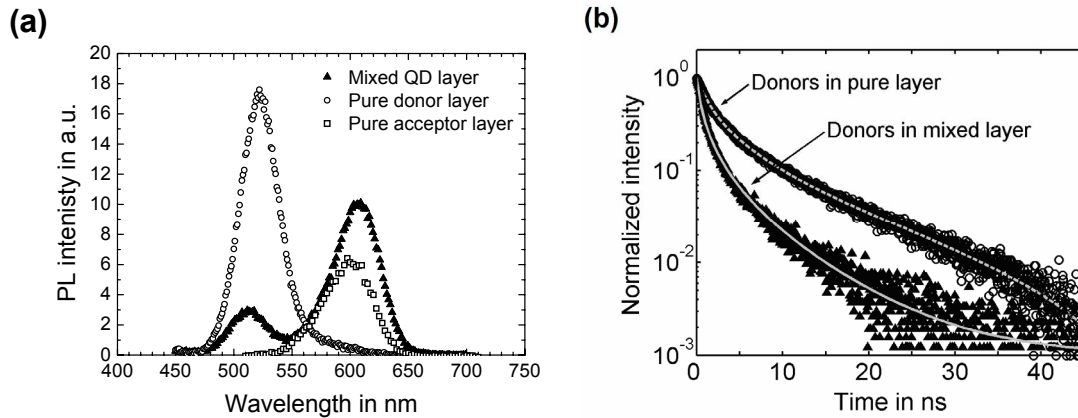 (a)
PL intenisty in a.u.
20
18
16
14
12
10
8
6
4
2
0
Mixed QD layer
Pure donor layer
Pure acceptor layer
400 450 500 550 600 650 700 750
Wavelength in nm
(b)
Normalized intensity
10^0
10^-1
10^-2
10^-3
Donors in pure layer
Donors in mixed layer
0 10 20 30 40
Time in ns